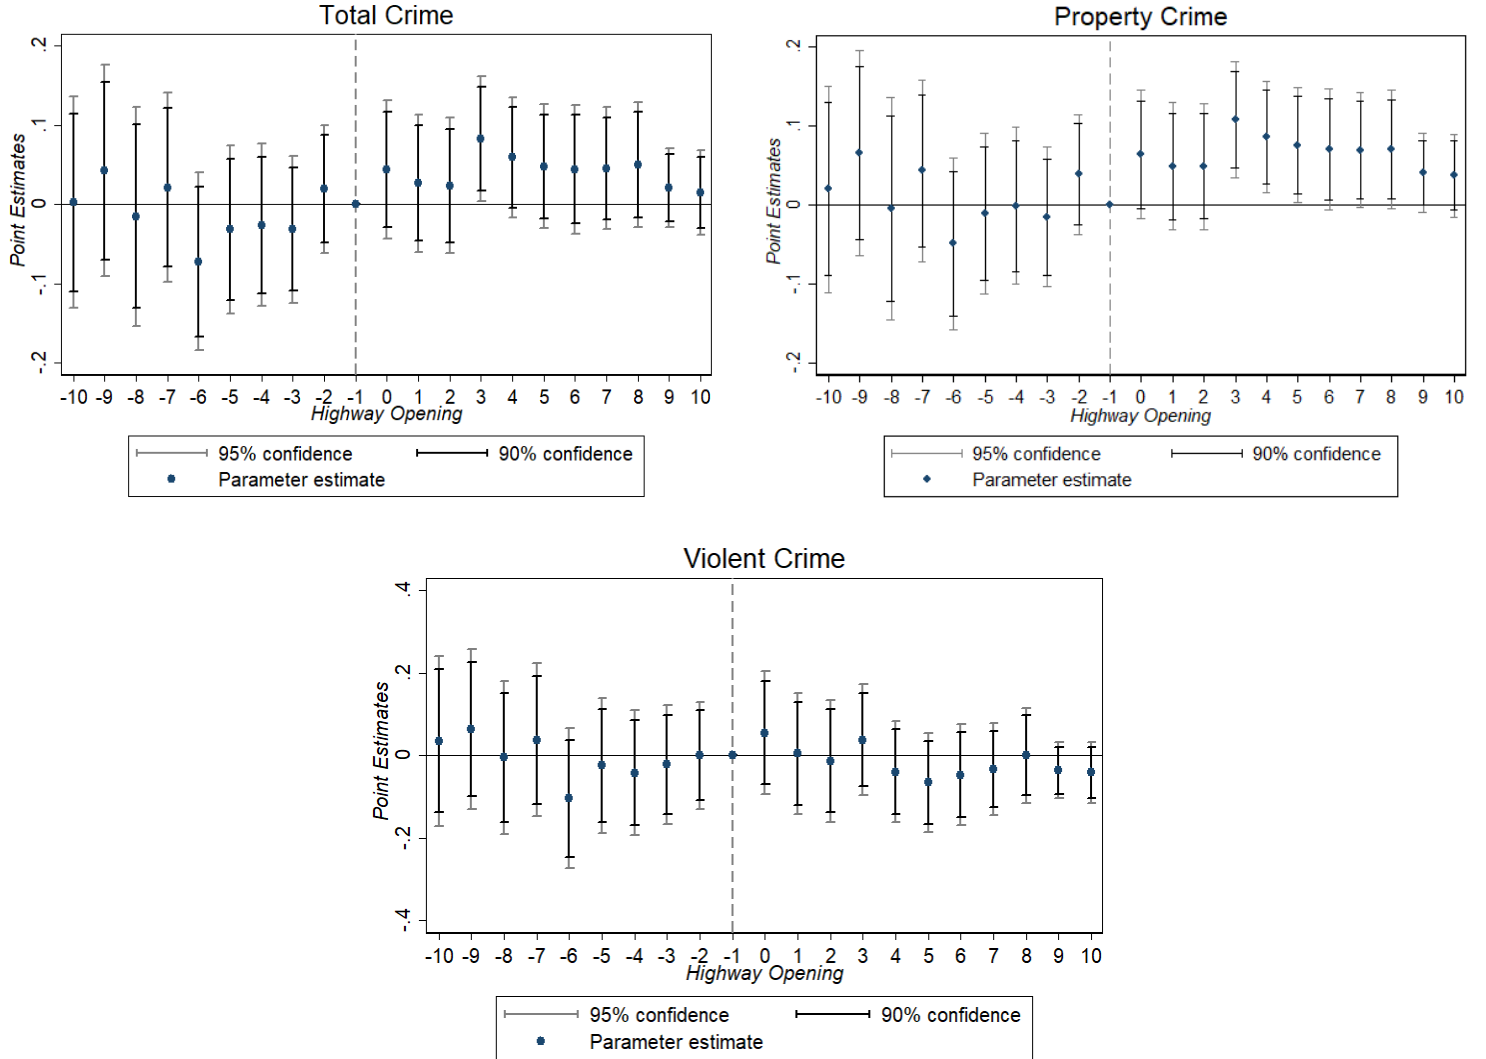 Total Crime
Point Estimates
.2
.1
0
-.1
-.2
-10 -9 -8 -7 -6 -5 -4 -3 -2 -1 0 1 2 3 4 5 6 7 8 9 10
Highway Opening
95% confidence 90% confidence
Parameter estimate
Property Crime
Point Estimates
.2
.1
0
-.1
-.2
-10 -9 -8 -7 -6 -5 -4 -3 -2 -1 0 1 2 3 4 5 6 7 8 9 10
Highway Opening
95% confidence 90% confidence
Parameter estimate
Violent Crime
Point Estimates
.4
.2
0
-.2
-.4
-10 -9 -8 -7 -6 -5 -4 -3 -2 -1 0 1 2 3 4 5 6 7 8 9 10
Highway Opening
95% confidence 90% confidence
Parameter estimate